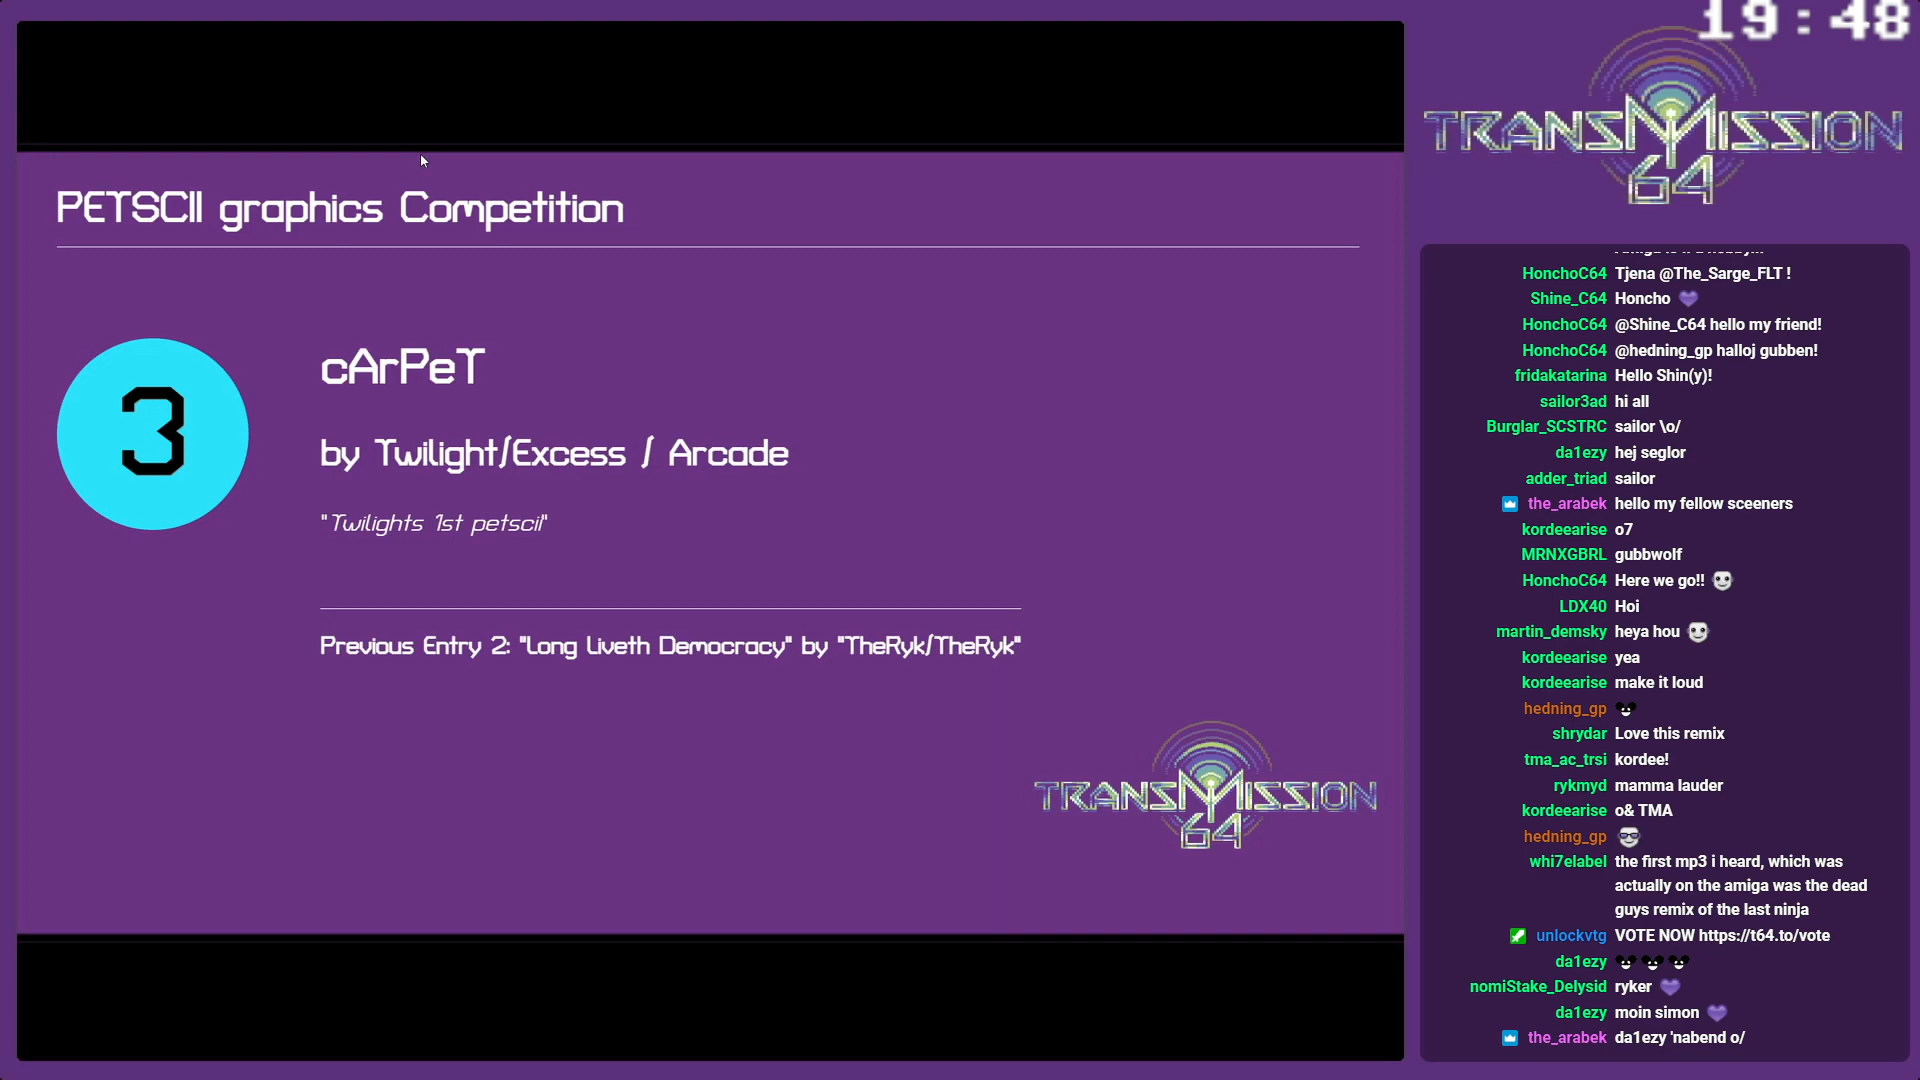 19:48
TRANSMISSION
64
PETSCII graphics Competition
3
cArPeT
by Twilight/Excess / Arcade
"Twilights 1st petscii"
Previous Entry 2: "Long Liveth Democracy" by "TheRyk/TheRyk"
TRANSMISSION
64
HonchoC64 Tjena @The_Sarge_FLT !
Shine_C64 Honcho
HonchoC64 @Shine_C64 hello my friend!
HonchoC64 @hedning_gp halloj gubben!
fridakatarina Hello Shin(y)!
sailor3ad hi all
Burglar_SCSTRC sailor \o/
da1ezy hej seglor
adder_triad sailor
the_arabek hello my fellow sceeners
kordeearise o7
MRNXGBRL gubbwolf
HonchoC64 Here we go!!
LDX40 Hoi
martin_demsky heya hou
kordeearise yea
kordeearise make it loud
hedning_gp
shrydar Love this remix
tma_ac_trsi kordee!
rykmyd mamma lauder
kordeearise o& TMA
hedning_gp
whi7elabel the first mp3 i heard, which was
actually on the amiga was the dead
guys remix of the last ninja
unlockvtg VOTE NOW https://t64.to/vote
da1ezy
nomiStake_Delysid ryker
da1ezy moin simon
the_arabek da1ezy 'nabend o/